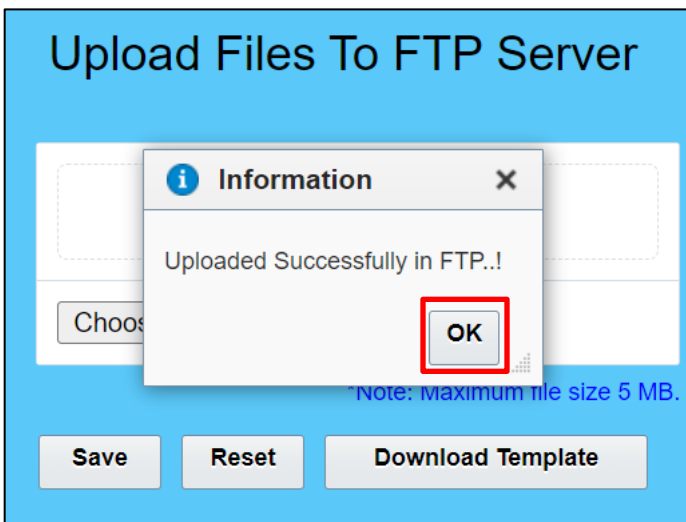 Upload Files To FTP Server
Information
Uploaded Successfully in FTP..!
OK
Choos
*Note: Maximum file size 5 MB.
Save Reset Download Template